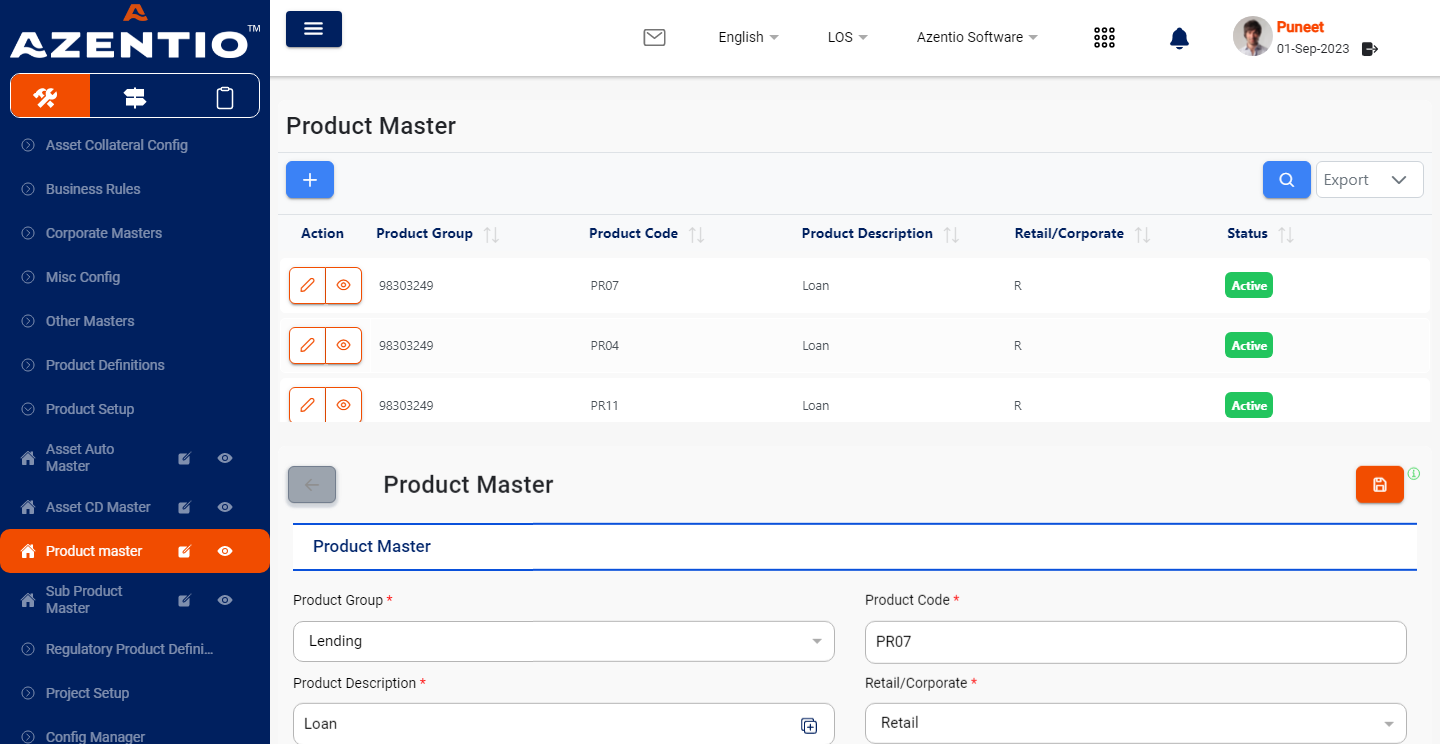 AZENTIO™
English
LOS
Azentio Software
Puneet
01-Sep-2023
Asset Collateral Config
Business Rules
Corporate Masters
Misc Config
Other Masters
Product Definitions
Product Setup
Asset Auto
Master
Asset CD Master
Product master
Sub Product
Master
Regulatory Product Defini...
Project Setup
Config Manager
Product Master
Export
Action Product Group Product Code Product Description Retail/Corporate Status
98303249 PR07 Loan R Active
98303249 PR04 Loan R Active
98303249 PR11 Loan R Active
Product Master
Product Master
Product Group * Product Code *
Lending PR07
Product Description * Retail/Corporate *
Loan Retail